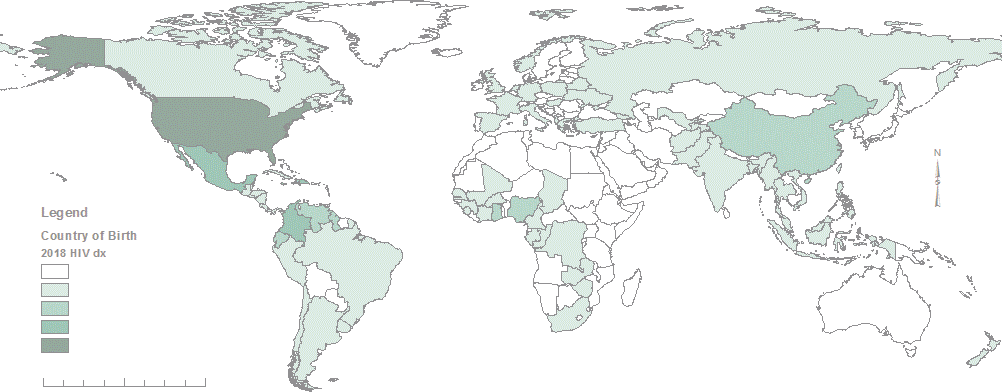 N
Legend
Country of Birth
2018 HIV dx